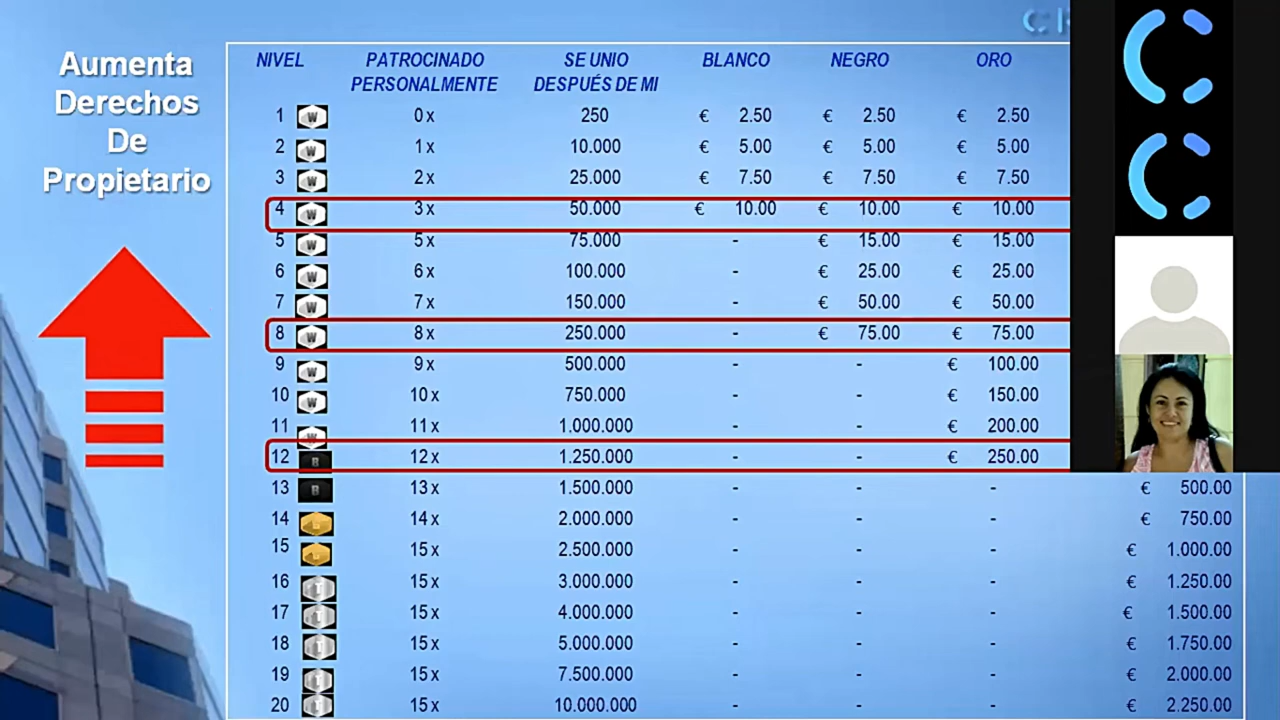 CR
Aumenta
Derechos
De
Propietario
NIVEL PATROCINADO PERSONALMENTE SE UNIO DESPUÉS DE MI BLANCO NEGRO ORO
1 W 0 x 250 € 2.50 € 2.50 € 2.50
2 W 1 x 10.000 € 5.00 € 5.00 € 5.00
3 W 2 x 25.000 € 7.50 € 7.50 € 7.50
4 W 3 x 50.000 € 10.00 € 10.00 € 10.00
5 W 5 x 75.000 - € 15.00 € 15.00
6 W 6 x 100.000 - € 25.00 € 25.00
7 W 7 x 150.000 - € 50.00 € 50.00
8 W 8 x 250.000 - € 75.00 € 75.00
9 W 9 x 500.000 - - € 100.00
10 W 10 x 750.000 - - € 150.00
11 W 11 x 1.000.000 - - € 200.00
12 B 12 x 1.250.000 - - € 250.00
13 B 13 x 1.500.000 - - - € 500.00
14 14 x 2.000.000 - - - € 750.00
15 15 x 2.500.000 - - - € 1.000.00
16 15 x 3.000.000 - - - € 1.250.00
17 15 x 4.000.000 - - - € 1.500.00
18 15 x 5.000.000 - - - € 1.750.00
19 15 x 7.500.000 - - - € 2.000.00
20 15 x 10.000.000 - - - € 2.250.00